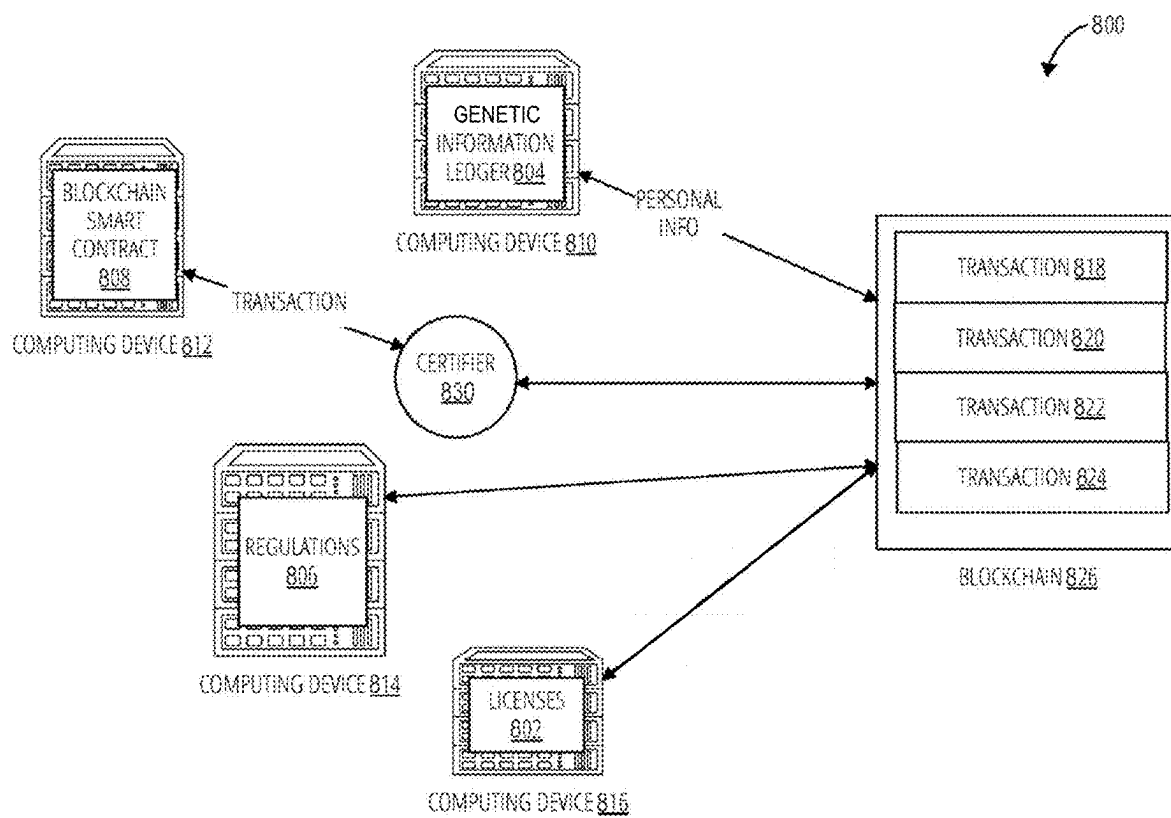 800
GENETIC
INFORMATION
LEDGER 804
COMPUTING DEVICE 810
BLOCKCHAIN
SMART
CONTRACT
808
COMPUTING DEVICE 812
PERSONAL
INFO
TRANSACTION
CERTIFIER
830
TRANSACTION 818
TRANSACTION 820
TRANSACTION 822
TRANSACTION 824
BLOCKCHAIN 826
REGULATIONS
806
COMPUTING DEVICE 814
LICENSES
802
COMPUTING DEVICE 816